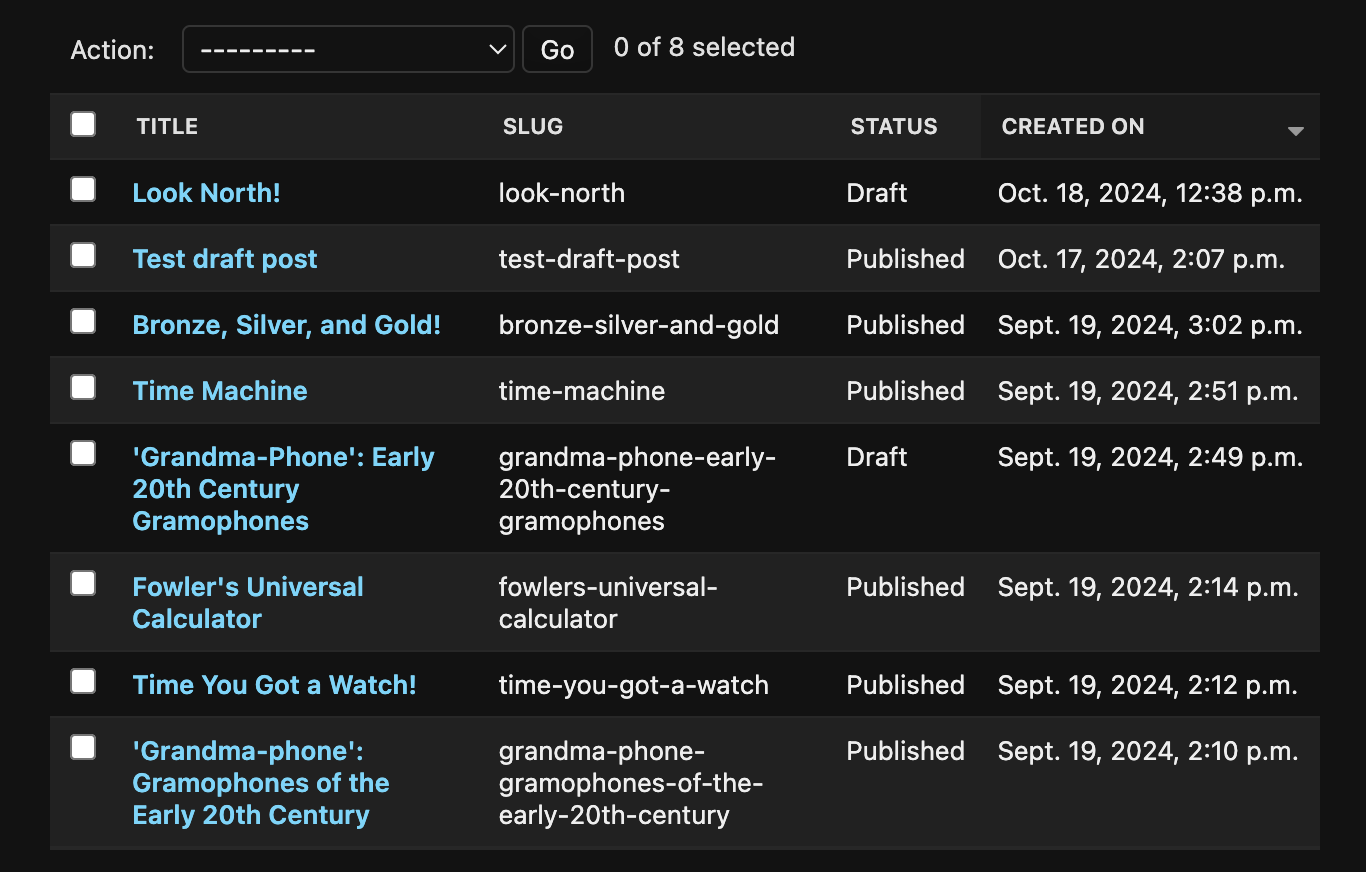 Action: --------- Go 0 of 8 selected
TITLE SLUG STATUS CREATED ON
Look North! look-north Draft Oct. 18, 2024, 12:38 p.m.
Test draft post test-draft-post Published Oct. 17, 2024, 2:07 p.m.
Bronze, Silver, and Gold! bronze-silver-and-gold Published Sept. 19, 2024, 3:02 p.m.
Time Machine time-machine Published Sept. 19, 2024, 2:51 p.m.
'Grandma-Phone': Early grandma-phone-early- Draft Sept. 19, 2024, 2:49 p.m.
20th Century 20th-century-
Gramophones gramophones
Fowler's Universal fowlers-universal- Published Sept. 19, 2024, 2:14 p.m.
Calculator calculator
Time You Got a Watch! time-you-got-a-watch Published Sept. 19, 2024, 2:12 p.m.
'Grandma-phone': grandma-phone- Published Sept. 19, 2024, 2:10 p.m.
Gramophones of the gramophones-of-the-
Early 20th Century early-20th-century